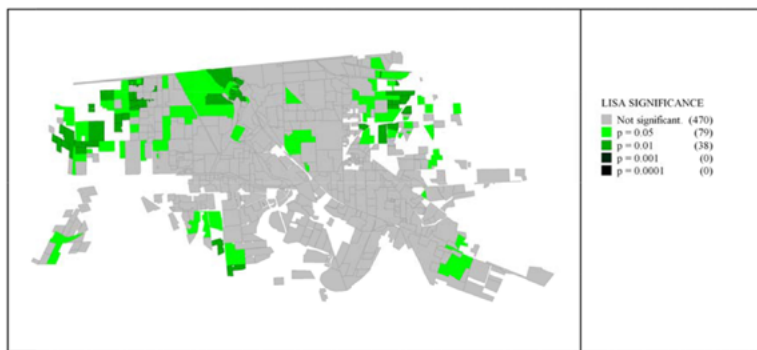 LISA SIGNIFICANCE
Not significant. (470)
p = 0.05 (79)
p = 0.01 (38)
p = 0.001 (0)
p = 0.0001 (0)